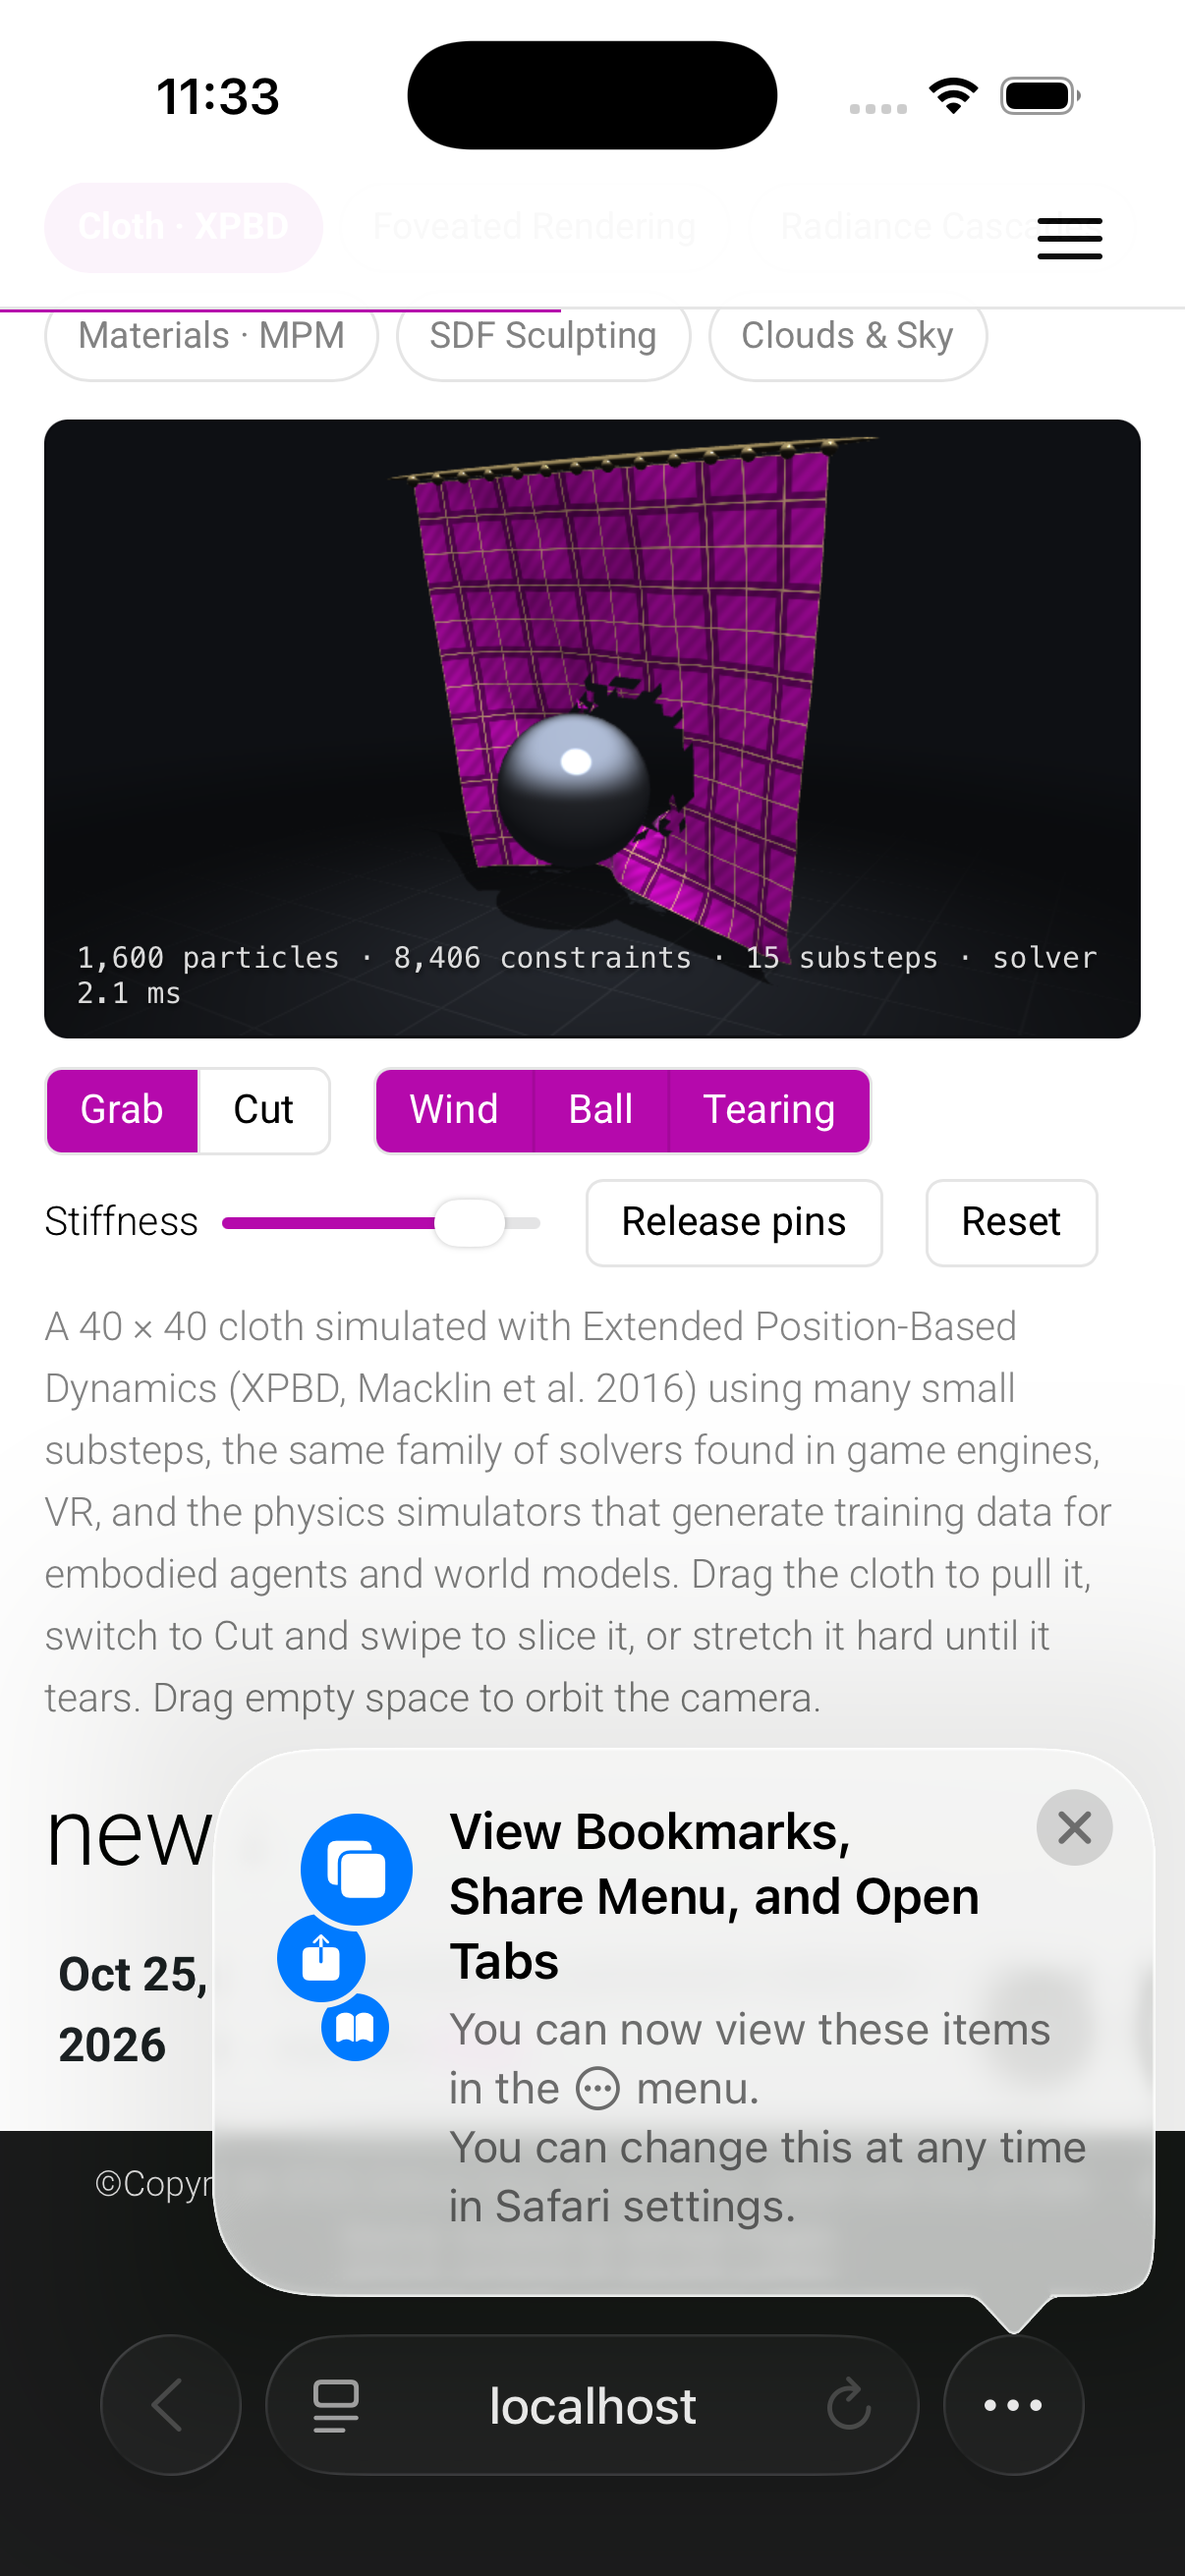 11:33
Cloth · XPBD
Foveated Rendering
Radiance Cascades
Materials · MPM
SDF Sculpting
Clouds & Sky
1,600 particles · 8,406 constraints · 15 substeps · solver
2.1 ms
Grab
Cut
Wind
Ball
Tearing
Stiffness
Release pins
Reset
A 40 × 40 cloth simulated with Extended Position-Based
Dynamics (XPBD, Macklin et al. 2016) using many small
substeps, the same family of solvers found in game engines,
VR, and the physics simulators that generate training data for
embodied agents and world models. Drag the cloth to pull it,
switch to Cut and swipe to slice it, or stretch it hard until it
tears. Drag empty space to orbit the camera.
new
View Bookmarks,
Share Menu, and Open
Tabs
You can now view these items
in the menu.
You can change this at any time
in Safari settings.
Oct 25,
2026
©Copyr
localhost